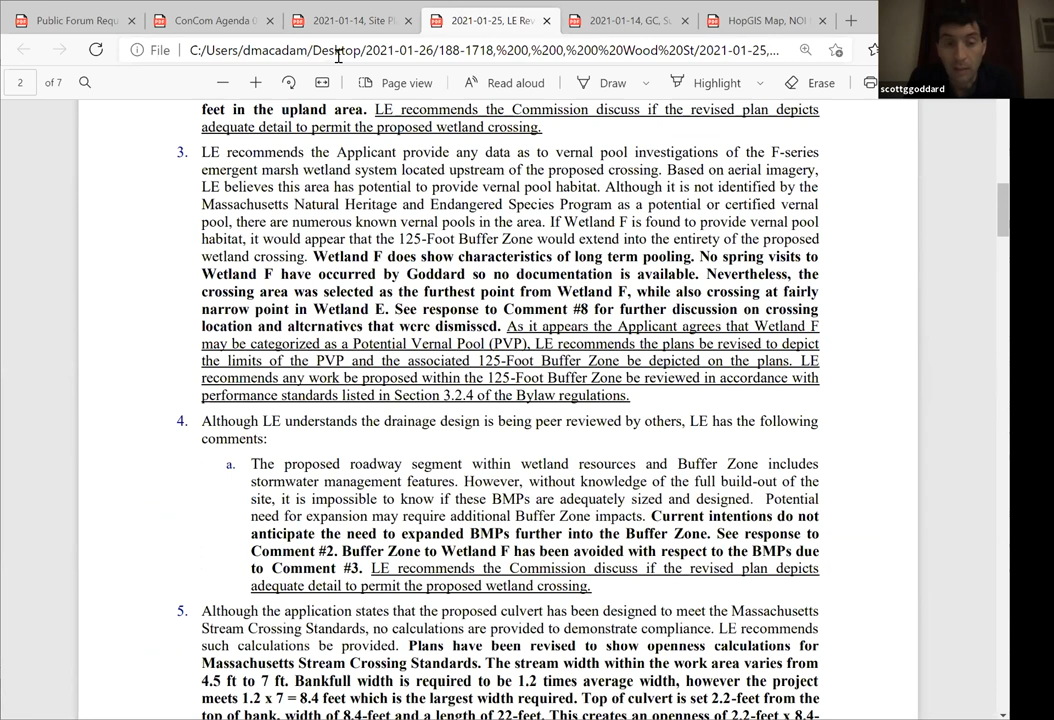 Public Forum Requ
ConCom Agenda 0
2021-01-14, Site Pl
2021-01-25, LE Rev
2021-01-14, GC, Su
HopGIS Map, NOI
File
C:/Users/dmacadam/Desktop/2021-01-26/188-1718,%200,%200,%200%20Wood%20St/2021-01-25,...
2 of 7
Page view
Read aloud
Draw
Highlight
Erase
scottggoddard
feet in the upland area. LE recommends the Commission discuss if the revised plan depicts
adequate detail to permit the proposed wetland crossing.
3. LE recommends the Applicant provide any data as to vernal pool investigations of the F-series
emergent marsh wetland system located upstream of the proposed crossing. Based on aerial imagery,
LE believes this area has potential to provide vernal pool habitat. Although it is not identified by the
Massachusetts Natural Heritage and Endangered Species Program as a potential or certified vernal
pool, there are numerous known vernal pools in the area. If Wetland F is found to provide vernal pool
habitat, it would appear that the 125-Foot Buffer Zone would extend into the entirety of the proposed
wetland crossing. Wetland F does show characteristics of long term pooling. No spring visits to
Wetland F have occurred by Goddard so no documentation is available. Nevertheless, the
crossing area was selected as the furthest point from Wetland F, while also crossing at fairly
narrow point in Wetland E. See response to Comment #8 for further discussion on crossing
location and alternatives that were dismissed. As it appears the Applicant agrees that Wetland F
may be categorized as a Potential Vernal Pool (PVP), LE recommends the plans be revised to depict
the limits of the PVP and the associated 125-Foot Buffer Zone be depicted on the plans. LE
recommends any work be proposed within the 125-Foot Buffer Zone be reviewed in accordance with
performance standards listed in Section 3.2.4 of the Bylaw regulations.
4. Although LE understands the drainage design is being peer reviewed by others, LE has the following
comments:
a. The proposed roadway segment within wetland resources and Buffer Zone includes
stormwater management features. However, without knowledge of the full build-out of the
site, it is impossible to know if these BMPs are adequately sized and designed. Potential
need for expansion may require additional Buffer Zone impacts. Current intentions do not
anticipate the need to expanded BMPs further into the Buffer Zone. See response to
Comment #2. Buffer Zone to Wetland F has been avoided with respect to the BMPs due
to Comment #3. LE recommends the Commission discuss if the revised plan depicts
adequate detail to permit the proposed wetland crossing.
5. Although the application states that the proposed culvert has been designed to meet the Massachusetts
Stream Crossing Standards, no calculations are provided to demonstrate compliance. LE recommends
such calculations be provided. Plans have been revised to show openness calculations for
Massachusetts Stream Crossing Standards. The stream width within the work area varies from
4.5 ft to 7 ft. Bankfull width is required to be 1.2 times average width, however the project
meets 1.2 x 7 = 8.4 feet which is the largest width required. Top of culvert is set 2.2-feet from the
top of bank, width of 8.4-feet and a length of 22-feet. This creates an openness of 2.2-feet x 8.4-